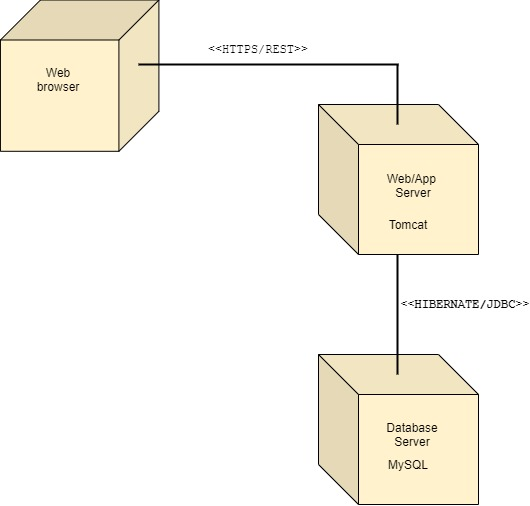 <<HTTPS/REST>>
Web
browser
Web/App
Server
Tomcat
<<HIBERNATE/JDBC>>
Database
Server
MySQL